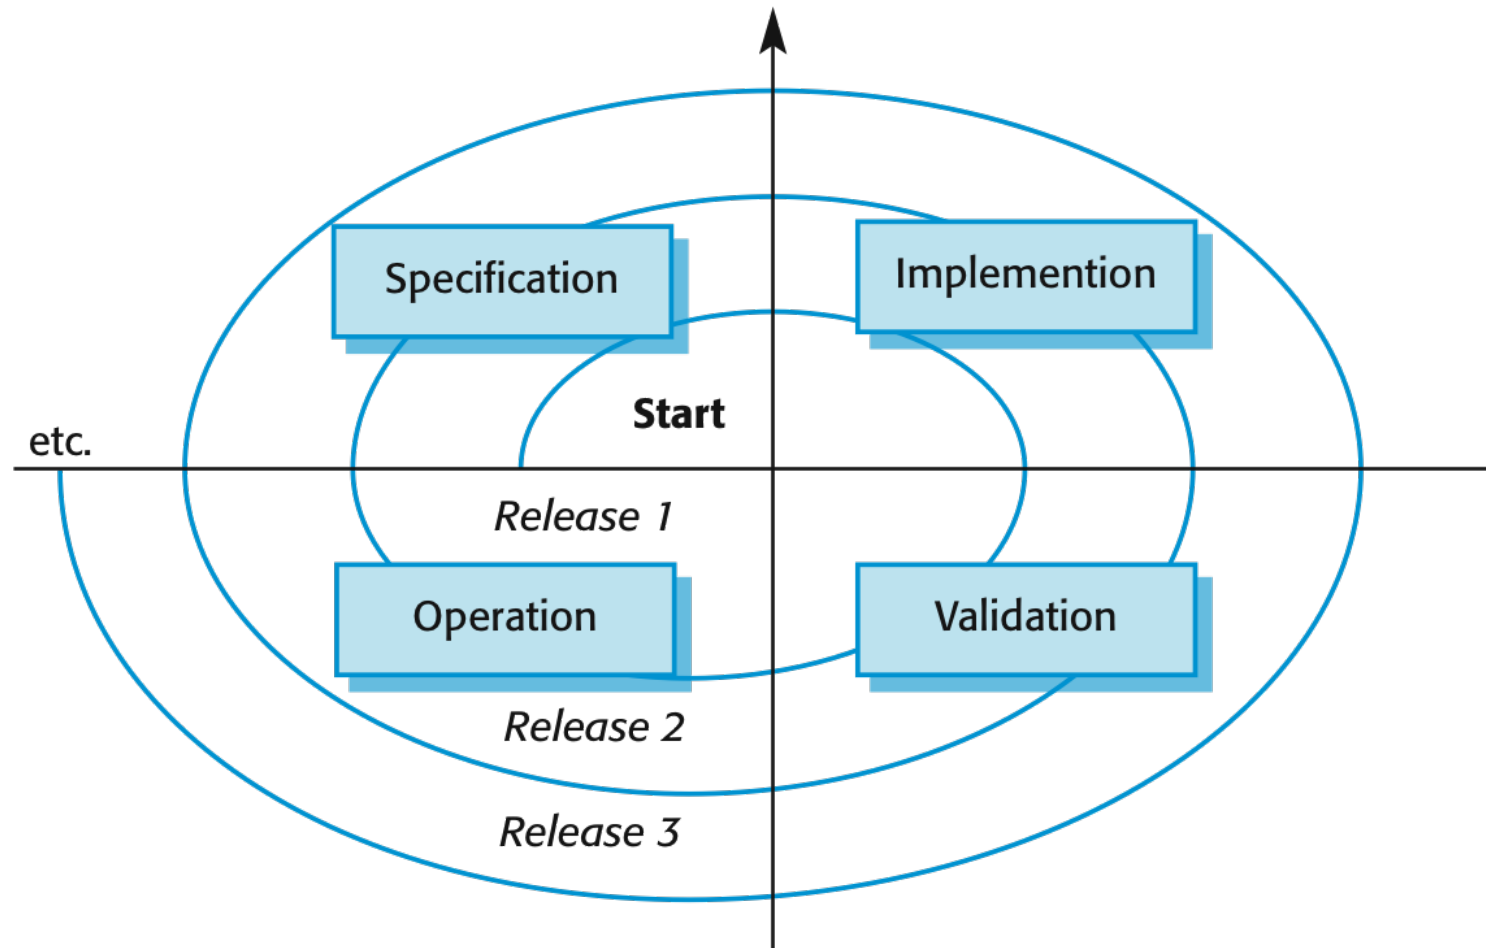 Specification
Implemention
Start
etc.
Release 1
Operation
Validation
Release 2
Release 3